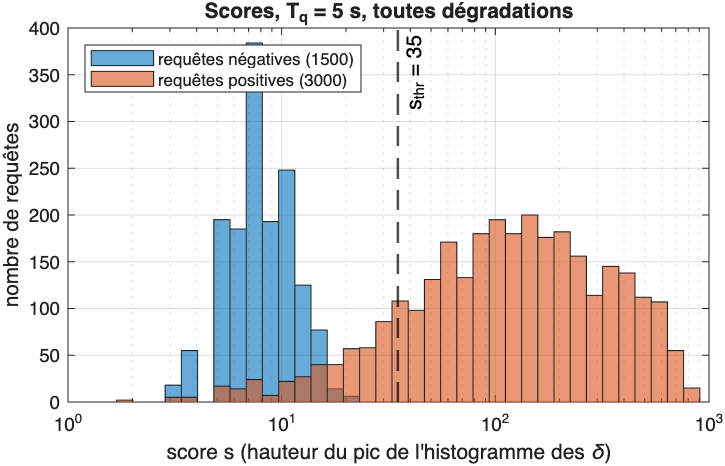 Scores, T_q = 5 s, toutes dégradations
400
350
300
250
200
150
100
50
0
nombre de requêtes
requêtes négatives (1500)
requêtes positives (3000)
s_thr = 35
10^0
10^1
10^2
10^3
score s (hauteur du pic de l'histogramme des δ)